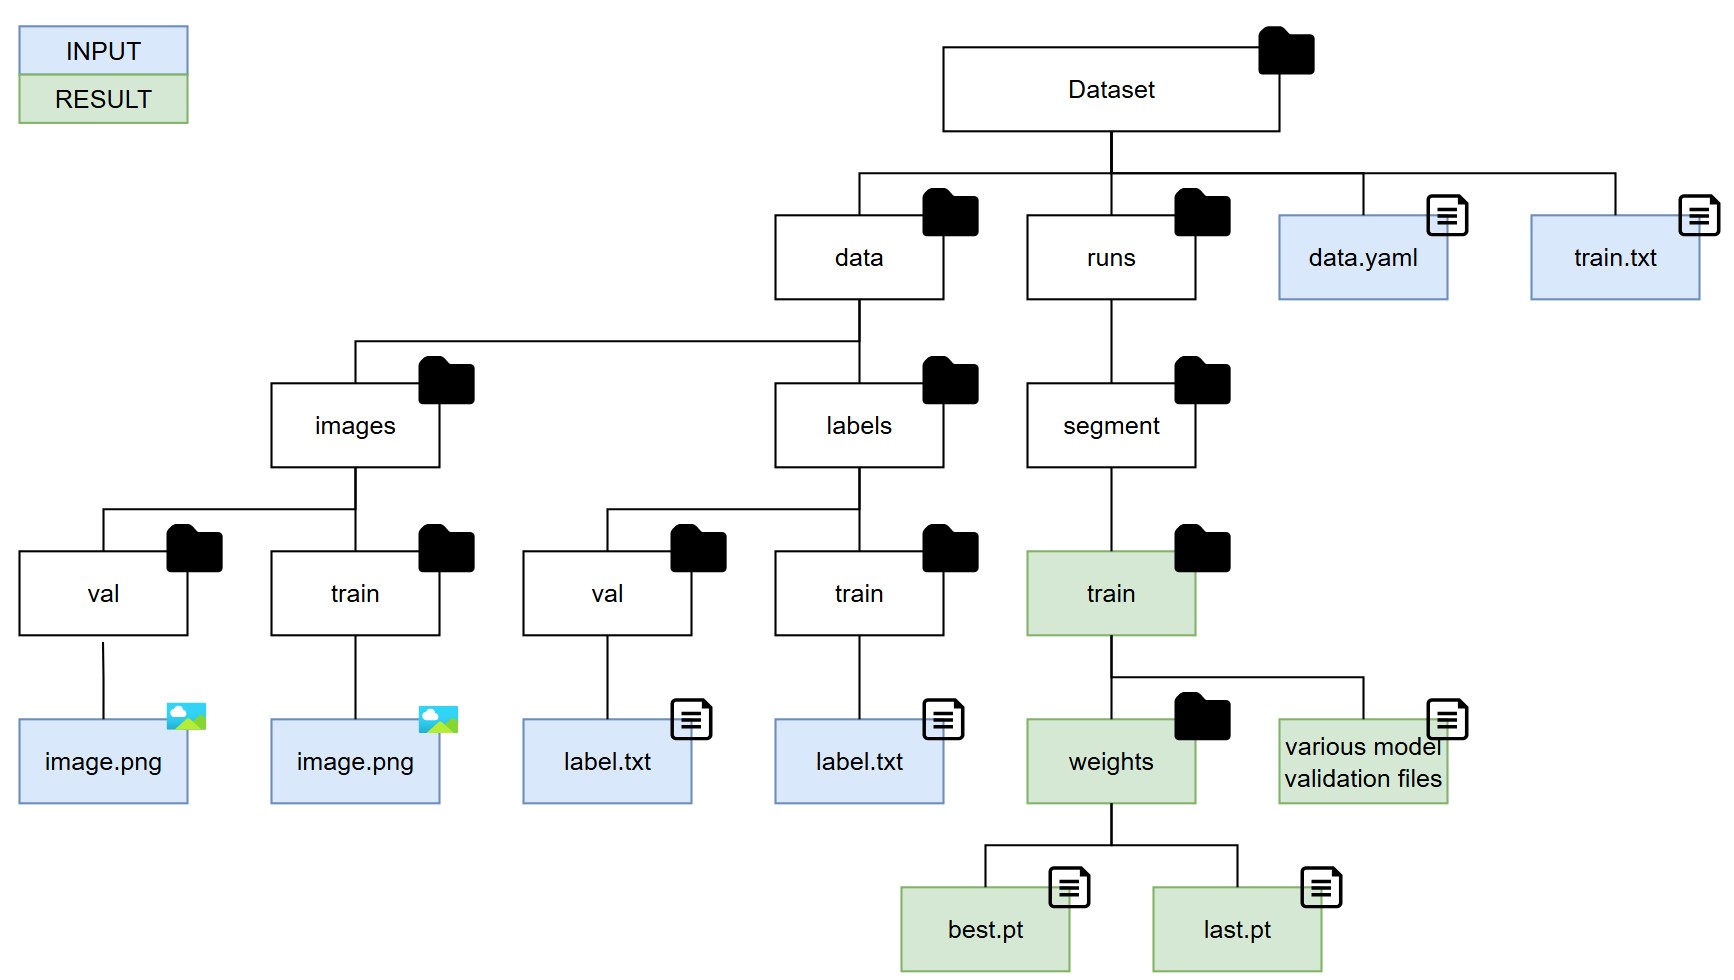 INPUT
RESULT
Dataset
data
runs
data.yaml
train.txt
images
labels
segment
val
train
val
train
train
image.png
image.png
label.txt
label.txt
weights
various model
validation files
best.pt
last.pt